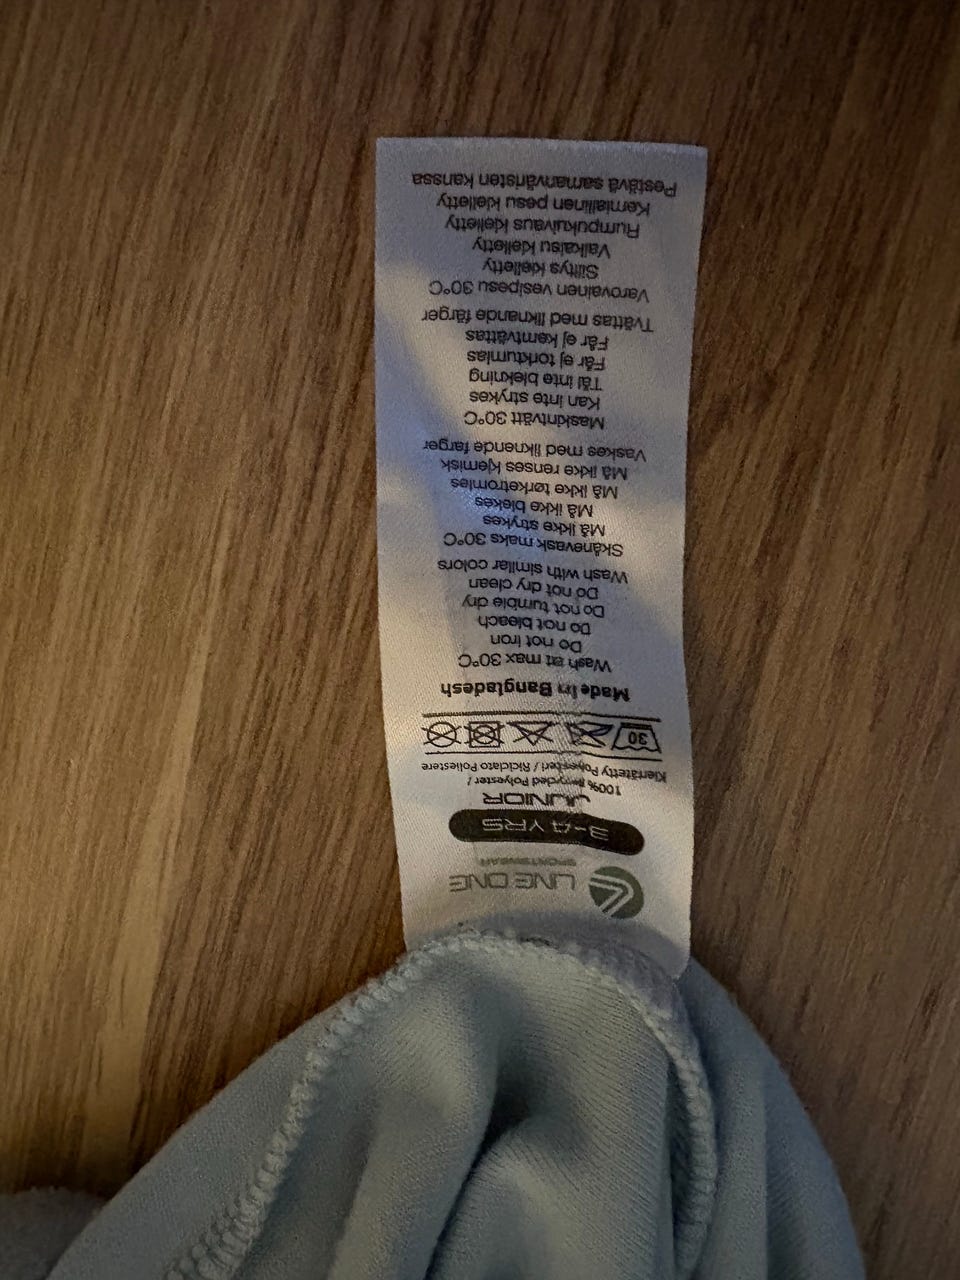 LINE ONE
SPORTSWEAR
3-4 YRS
JUNIOR
100% Recycled Polyester /
Kierrätetty Polyesteri / Riciclato Poliestere
30
Made in Bangladesh
Wash at max 30°C
Do not iron
Do not bleach
Do not tumble dry
Do not dry clean
Wash with similar colors
Skånevask maks 30°C
Må ikke strykes
Må ikke blekes
Må ikke tørketromles
Må ikke renses kjemisk
Vaskes med liknende farger
Maskintvätt 30°C
Kan inte strykes
Tål inte blekning
Får ej torktumlas
Får ej kemtvättas
Tvättas med liknande färger
Varovainen vesipesu 30°C
Silitys kielletty
Valkaisu kielletty
Rumpukuivaus kielletty
Kemiallinen pesu kielletty
Pestävä samanväristen kanssa